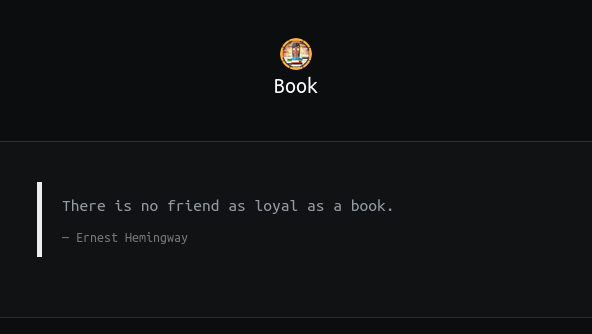 Book
There is no friend as loyal as a book.
— Ernest Hemingway